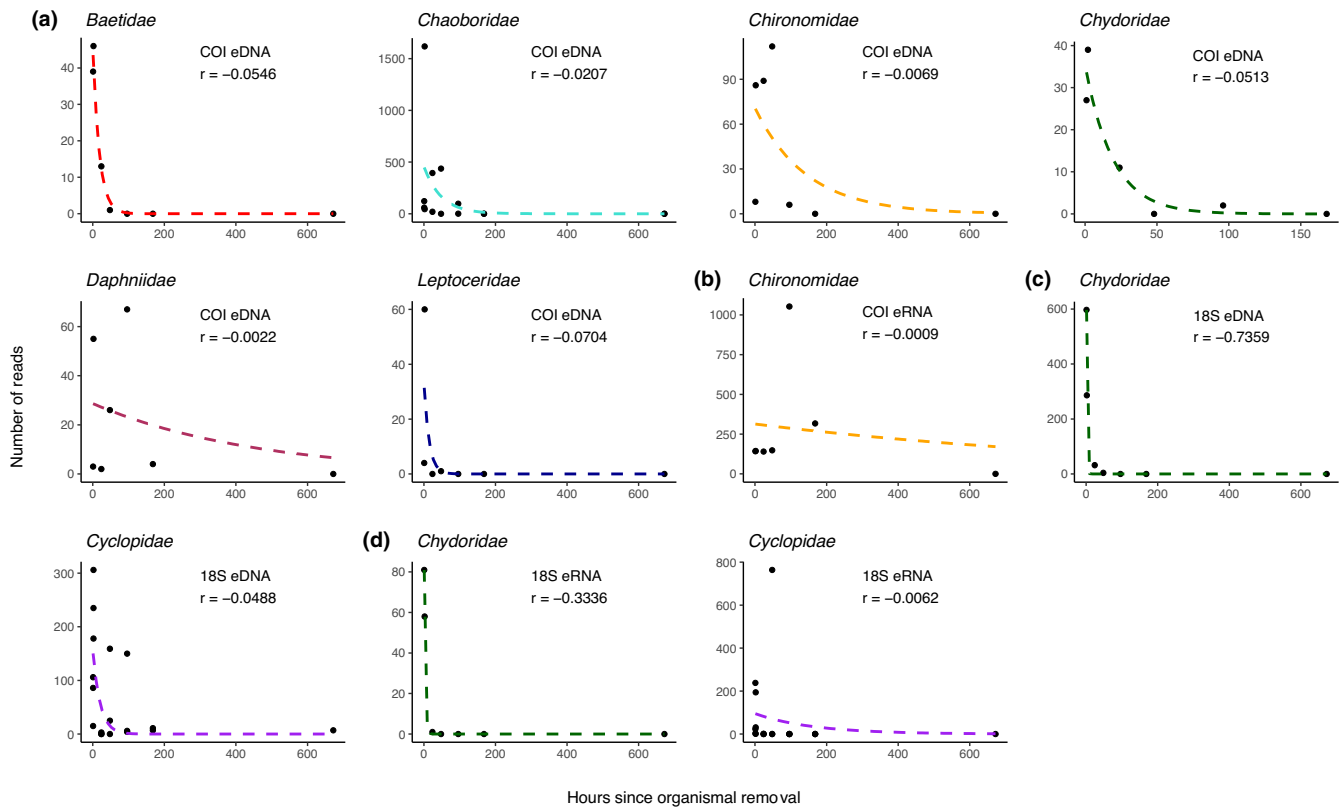 (a)
Baetidae
COI eDNA
r = −0.0546
40
30
20
10
0
0
200
400
600
Chaoboridae
COI eDNA
r = −0.0207
1500
1000
500
0
0
200
400
600
Chironomidae
COI eDNA
r = −0.0069
90
60
30
0
0
200
400
600
Chydoridae
COI eDNA
r = −0.0513
40
30
20
10
0
0
50
100
150
Number of reads
Daphniidae
COI eDNA
r = −0.0022
60
40
20
0
0
200
400
600
Leptoceridae
COI eDNA
r = −0.0704
60
40
20
0
0
200
400
600
(b)
Chironomidae
COI eRNA
r = −0.0009
1000
750
500
250
0
0
200
400
600
(c)
Chydoridae
18S eDNA
r = −0.7359
600
400
200
0
0
200
400
600
Cyclopidae
18S eDNA
r = −0.0488
300
200
100
0
0
200
400
600
(d)
Chydoridae
18S eRNA
r = −0.3336
80
60
40
20
0
0
200
400
600
Cyclopidae
18S eRNA
r = −0.0062
800
600
400
200
0
0
200
400
600
Hours since organismal removal